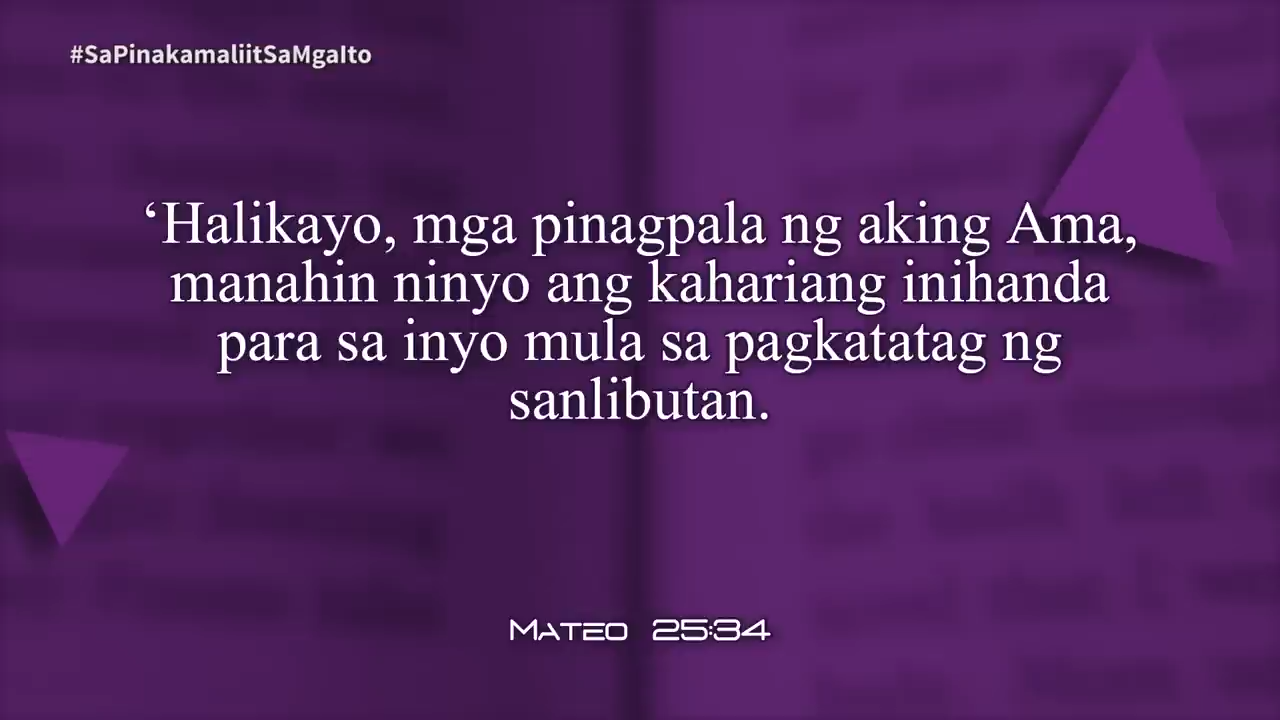 #SaPinakamaliitSaMgaIto
‘Halikayo, mga pinagpala ng aking Ama,
manahin ninyo ang kahariang inihanda
para sa inyo mula sa pagkatatag ng
sanlibutan.
Mateo 25:34